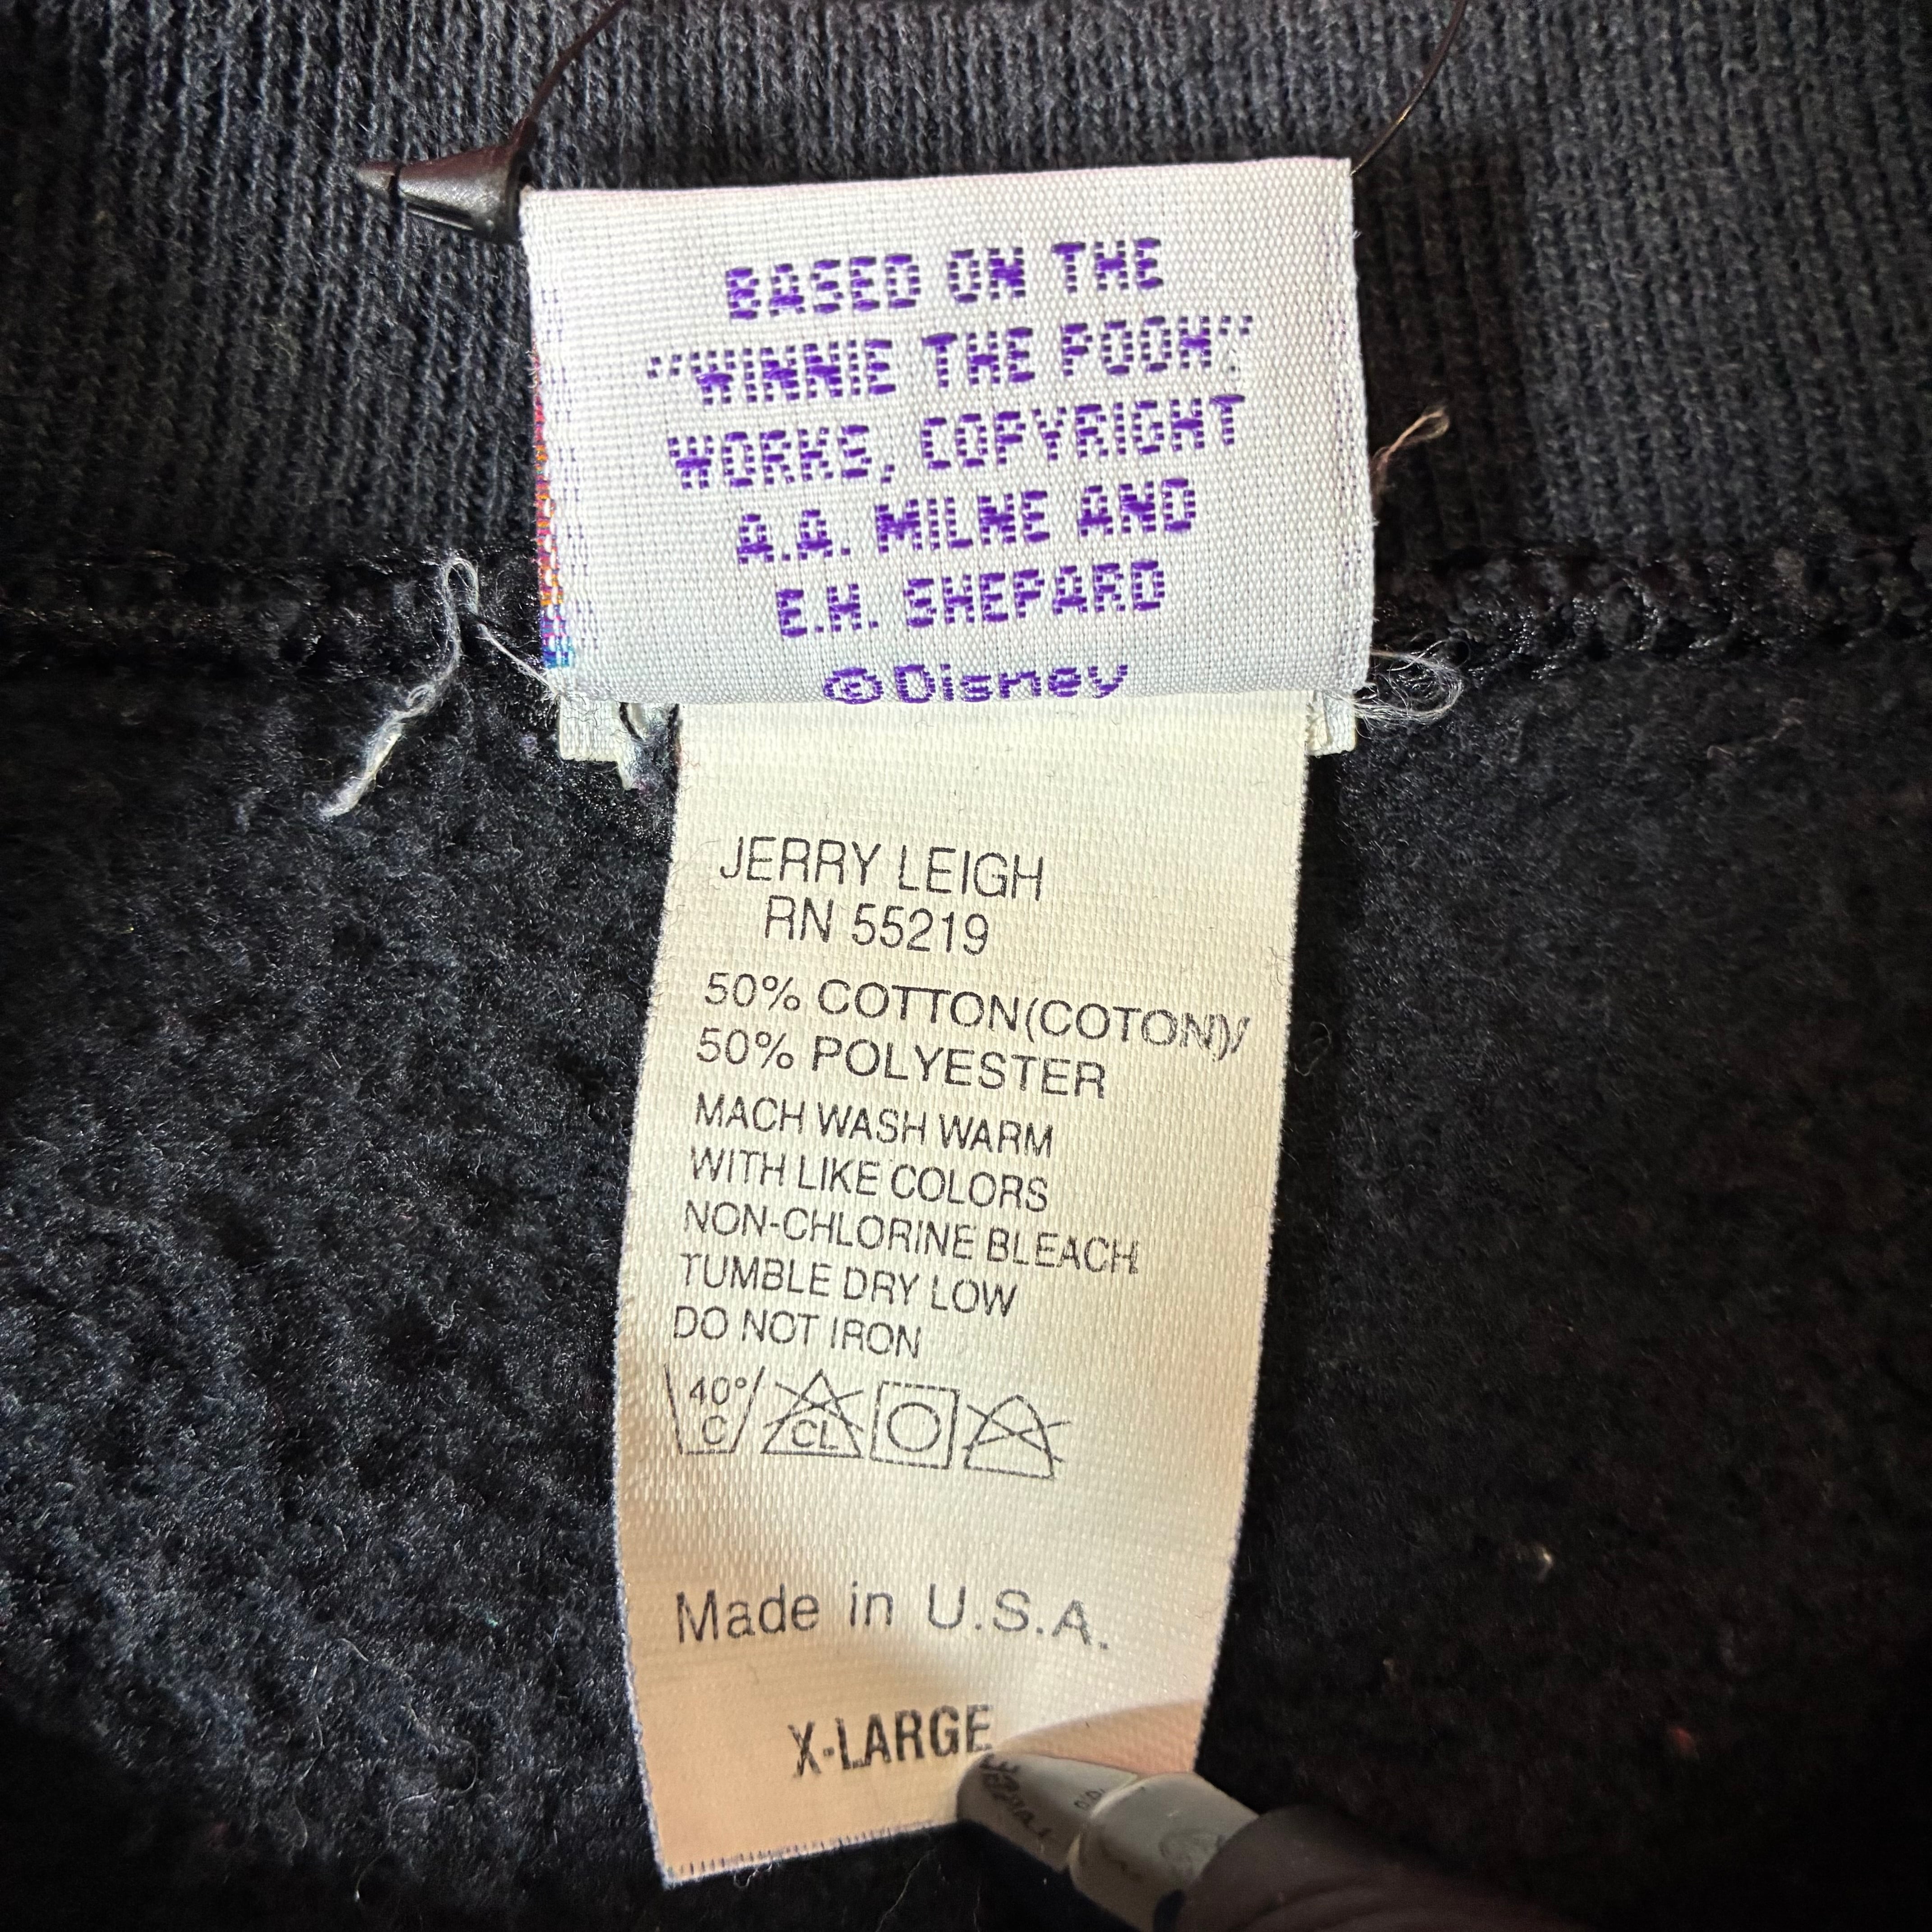 BASED ON THE
"WINNIE THE POOH"
WORKS, COPYRIGHT
A.A. MILNE AND
E.H. SHEPARD
©Disney
JERRY LEIGH
RN 55219
50% COTTON(COTON)/
50% POLYESTER
MACH WASH WARM
WITH LIKE COLORS
NON-CHLORINE BLEACH
TUMBLE DRY LOW
DO NOT IRON
40°
C
CL
Made in U.S.A.
X-LARGE